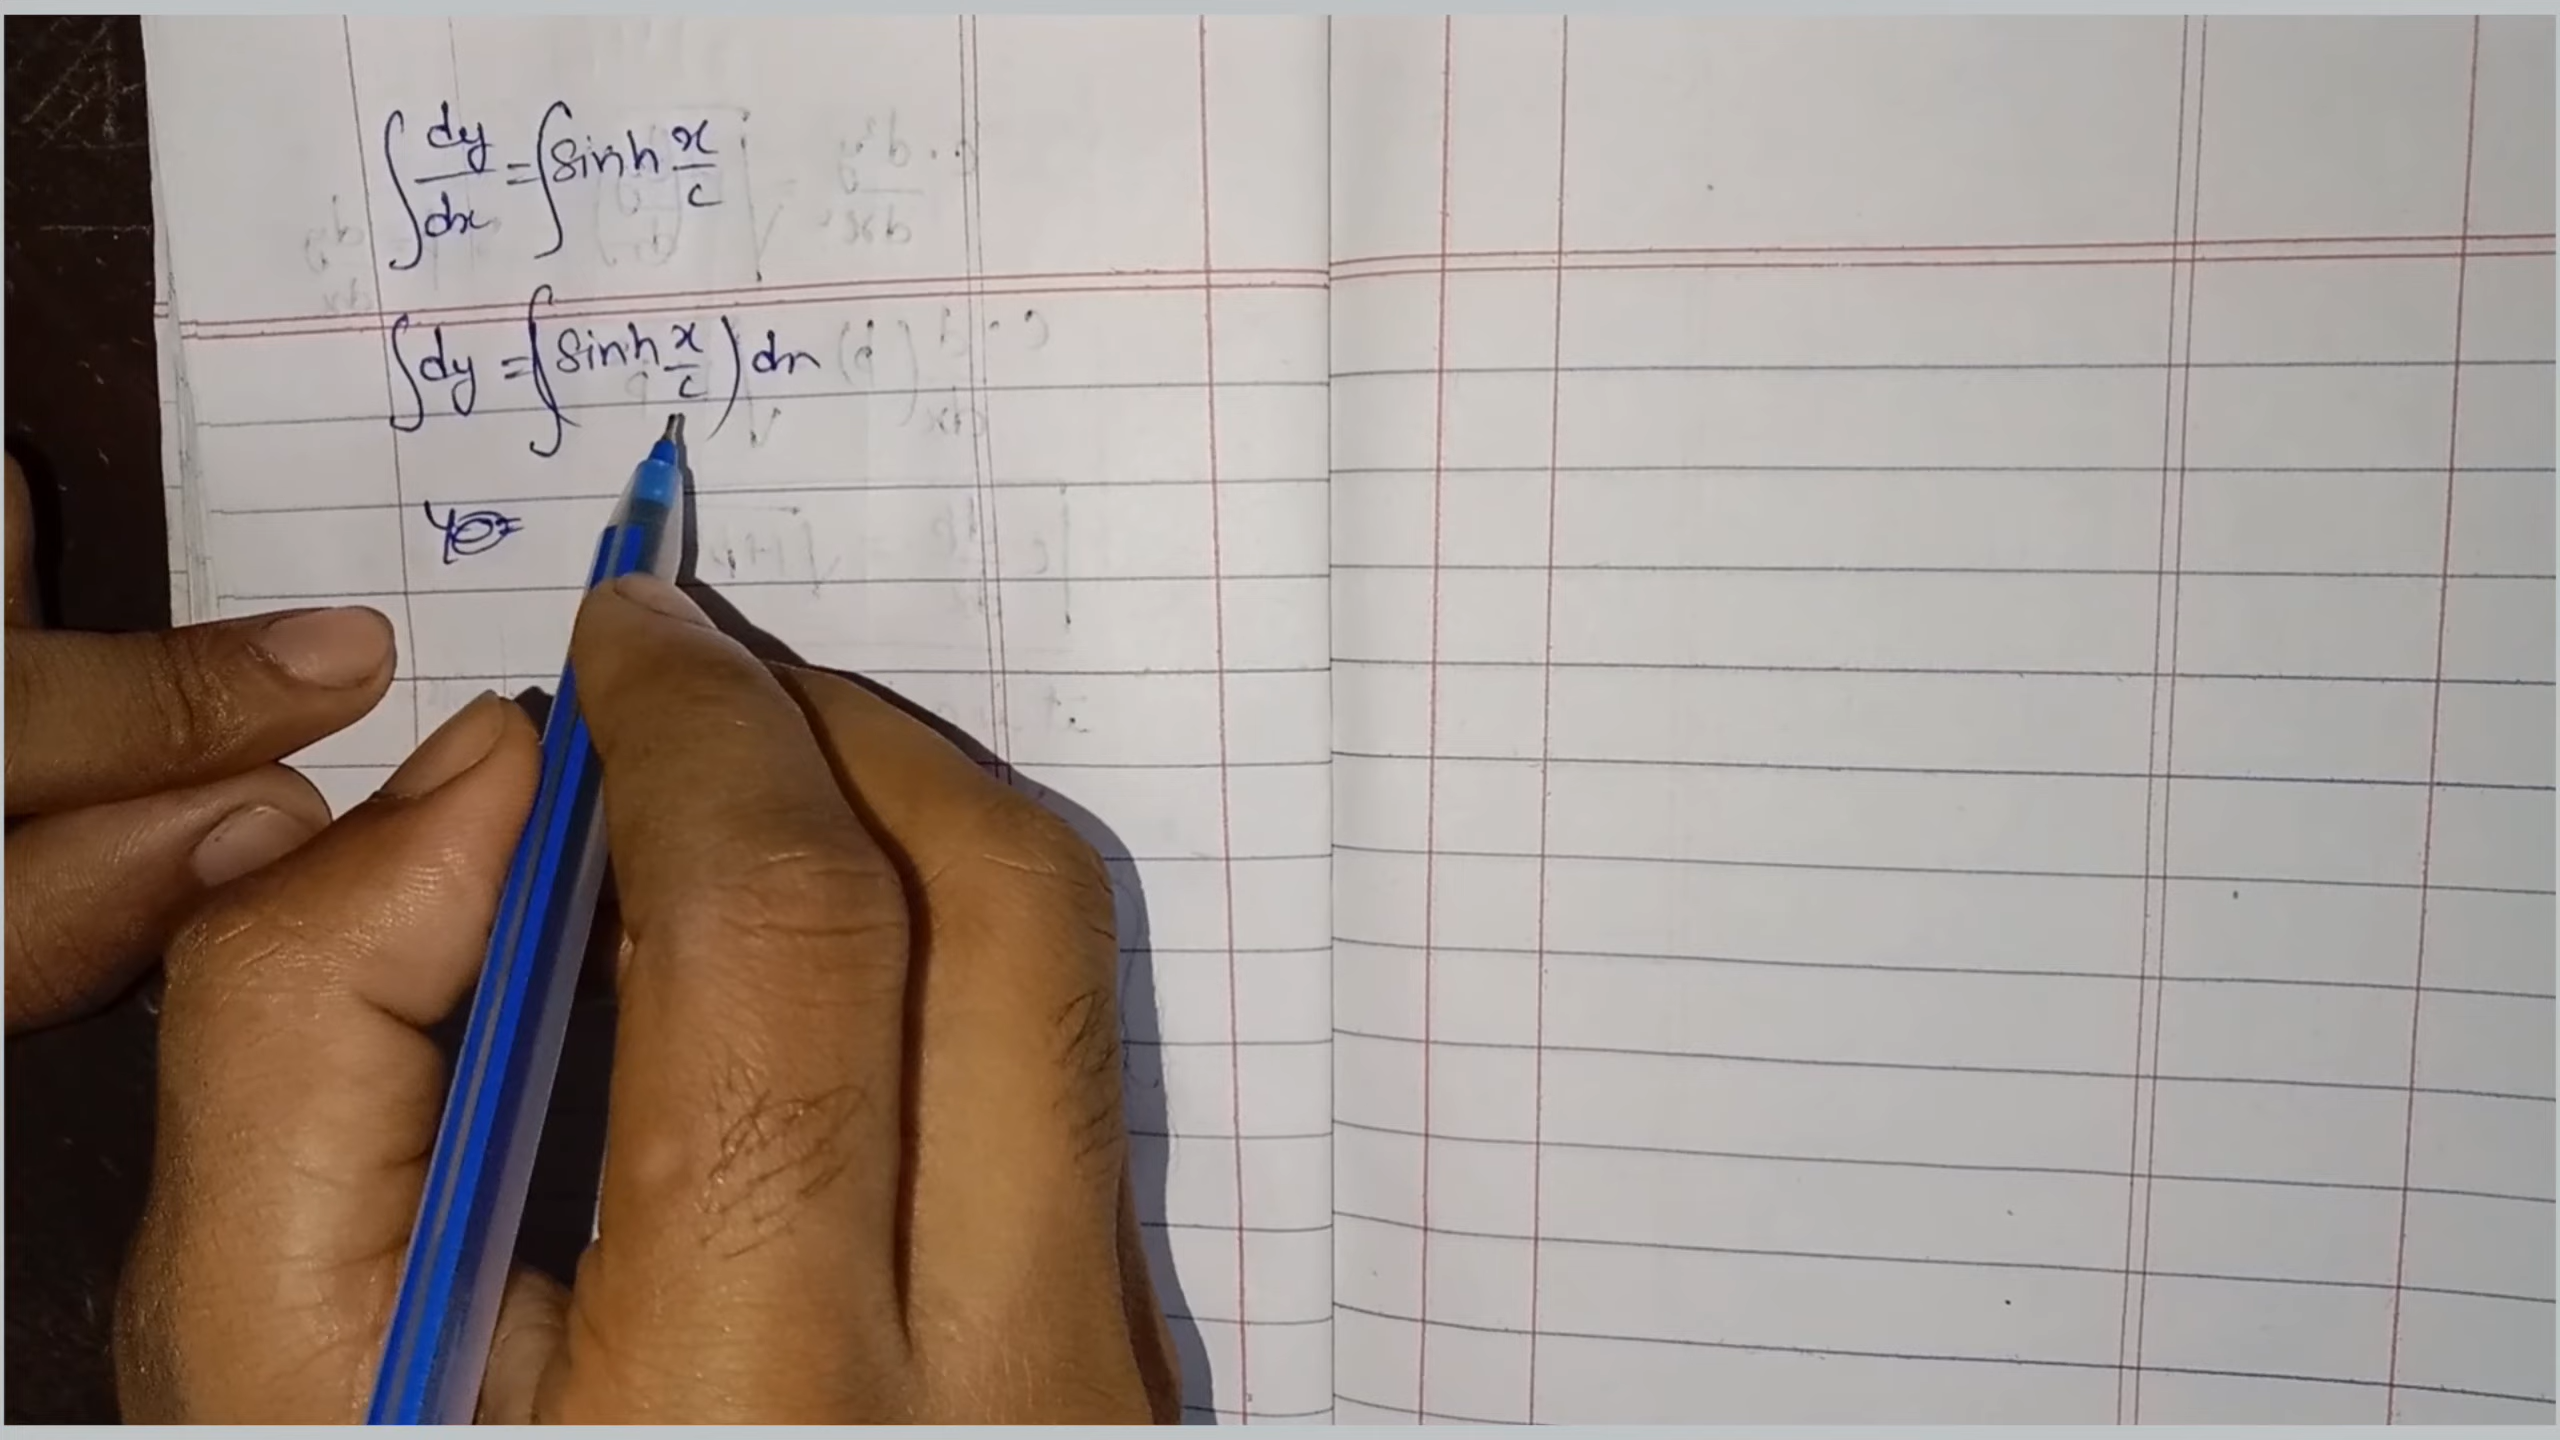 ∫ dy/dx = ∫ sinh x/c
∫ dy = ∫ (sinh x/c) dx
y =